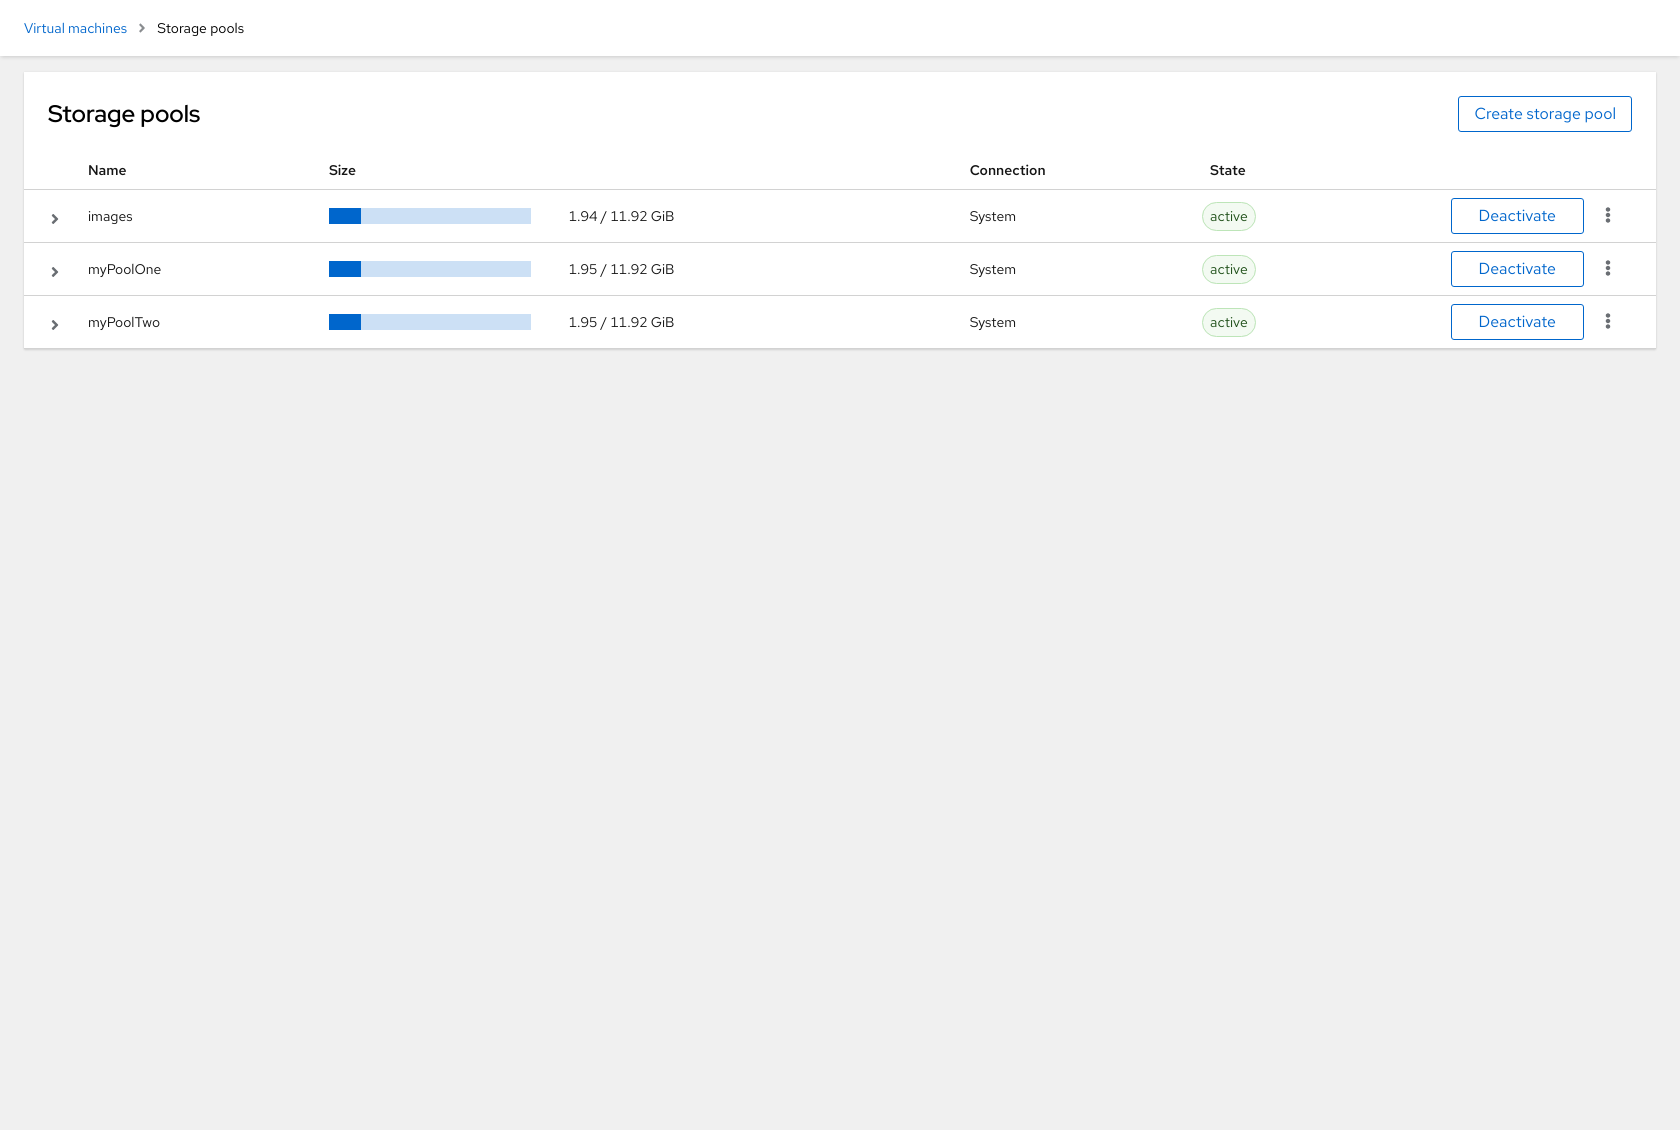 Virtual machines > Storage pools
Storage pools
Create storage pool
Name Size Connection State
images 1.94 / 11.92 GiB System active Deactivate
myPoolOne 1.95 / 11.92 GiB System active Deactivate
myPoolTwo 1.95 / 11.92 GiB System active Deactivate